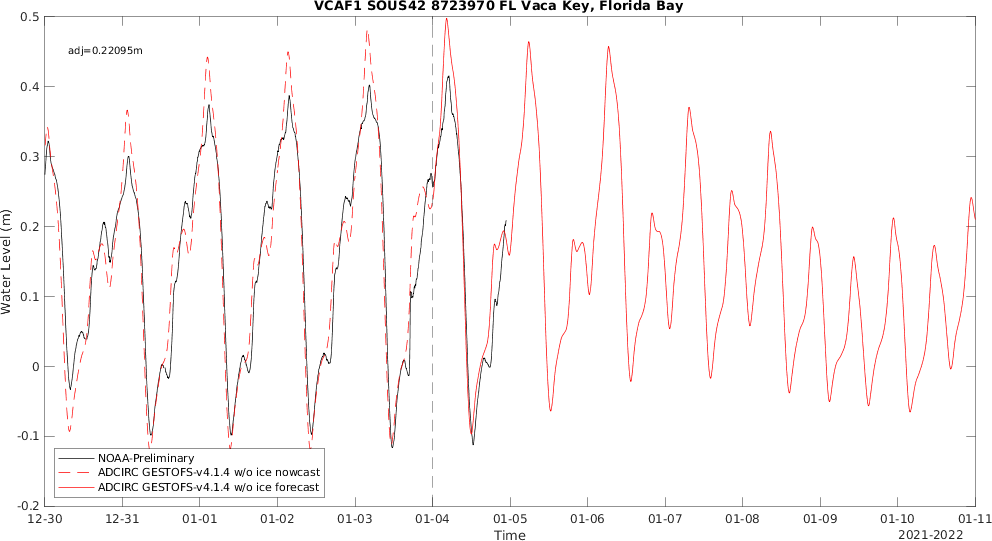 VCAF1 SOUS42 8723970 FL Vaca Key, Florida Bay
adj=0.22095m
Water Level (m)
0.5
0.4
0.3
0.2
0.1
0
-0.1
-0.2
NOAA-Preliminary
ADCIRC GESTOFS-v4.1.4 w/o ice nowcast
ADCIRC GESTOFS-v4.1.4 w/o ice forecast
12-30 12-31 01-01 01-02 01-03 01-04 01-05 01-06 01-07 01-08 01-09 01-10 01-11
Time
2021-2022